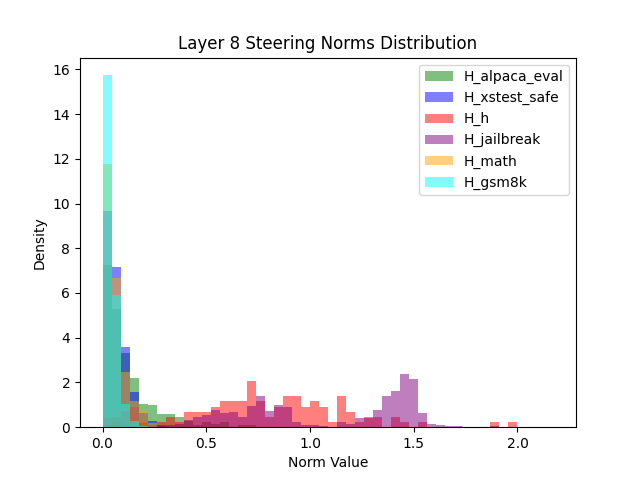 Layer 8 Steering Norms Distribution
16
14
12
10
8
6
4
2
0
Density
H_alpaca_eval
H_xstest_safe
H_h
H_jailbreak
H_math
H_gsm8k
0.0 0.5 1.0 1.5 2.0
Norm Value